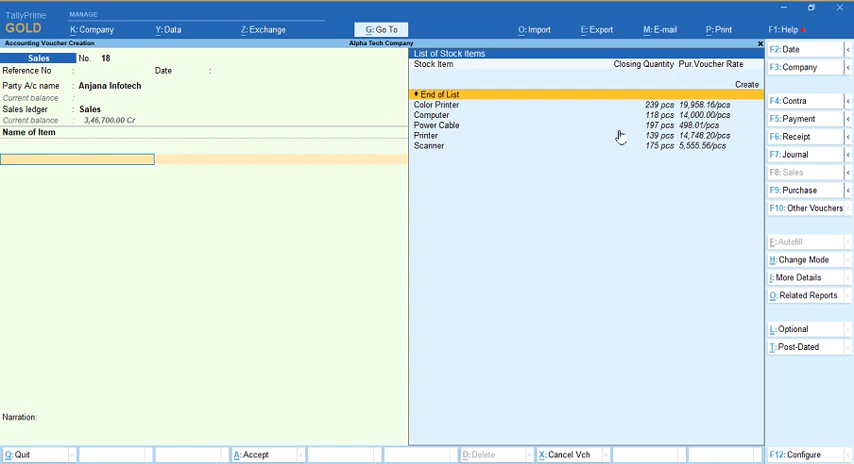 TallyPrime
GOLD
MANAGE
K: Company
Y: Data
Z: Exchange
G: Go To
O: Import
E: Export
M: E-mail
P: Print
F1: Help
Accounting Voucher Creation
Alpha Tech Company
Sales
No. 18
Reference No :
Date :
Party A/c name : Anjana Infotech
Current balance :
Sales ledger : Sales
Current balance : 3,46,700.00 Cr
Name of Item
List of Stock Items
Stock Item Closing Quantity Pur.Voucher Rate
Create
End of List
Color Printer 239 pcs 19,958.16/pcs
Computer 118 pcs 14,000.00/pcs
Power Cable 197 pcs 498.01/pcs
Printer 139 pcs 14,748.20/pcs
Scanner 175 pcs 5,555.56/pcs
F2: Date
F3: Company
F4: Contra
F5: Payment
F6: Receipt
F7: Journal
F8: Sales
F9: Purchase
F10: Other Vouchers
E: Autofill
H: Change Mode
I: More Details
O: Related Reports
L: Optional
T: Post-Dated
Narration:
Q: Quit
A: Accept
D: Delete
X: Cancel Vch
F12: Configure